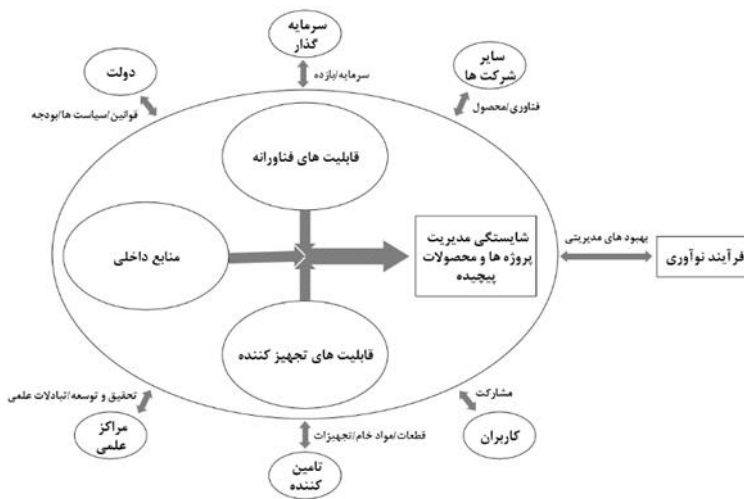 سرمایه
گذار
سایر
شرکت ها
دولت
سرمایه/بازده
فناوری/محصول
قوانین/سیاست ها/بودجه
قابلیت های فناورانه
شایستگی مدیریت
پروژه ها و محصولات
پیچیده
منابع داخلی
بهبود های مدیریتی
فرآیند نوآوری
قابلیت های تجهیز کننده
تحقیق و توسعه/تبادلات علمی
مشارکت
مراکز
علمی
قطعات/مواد خام/تجهیزات
کاربران
تامین
کننده